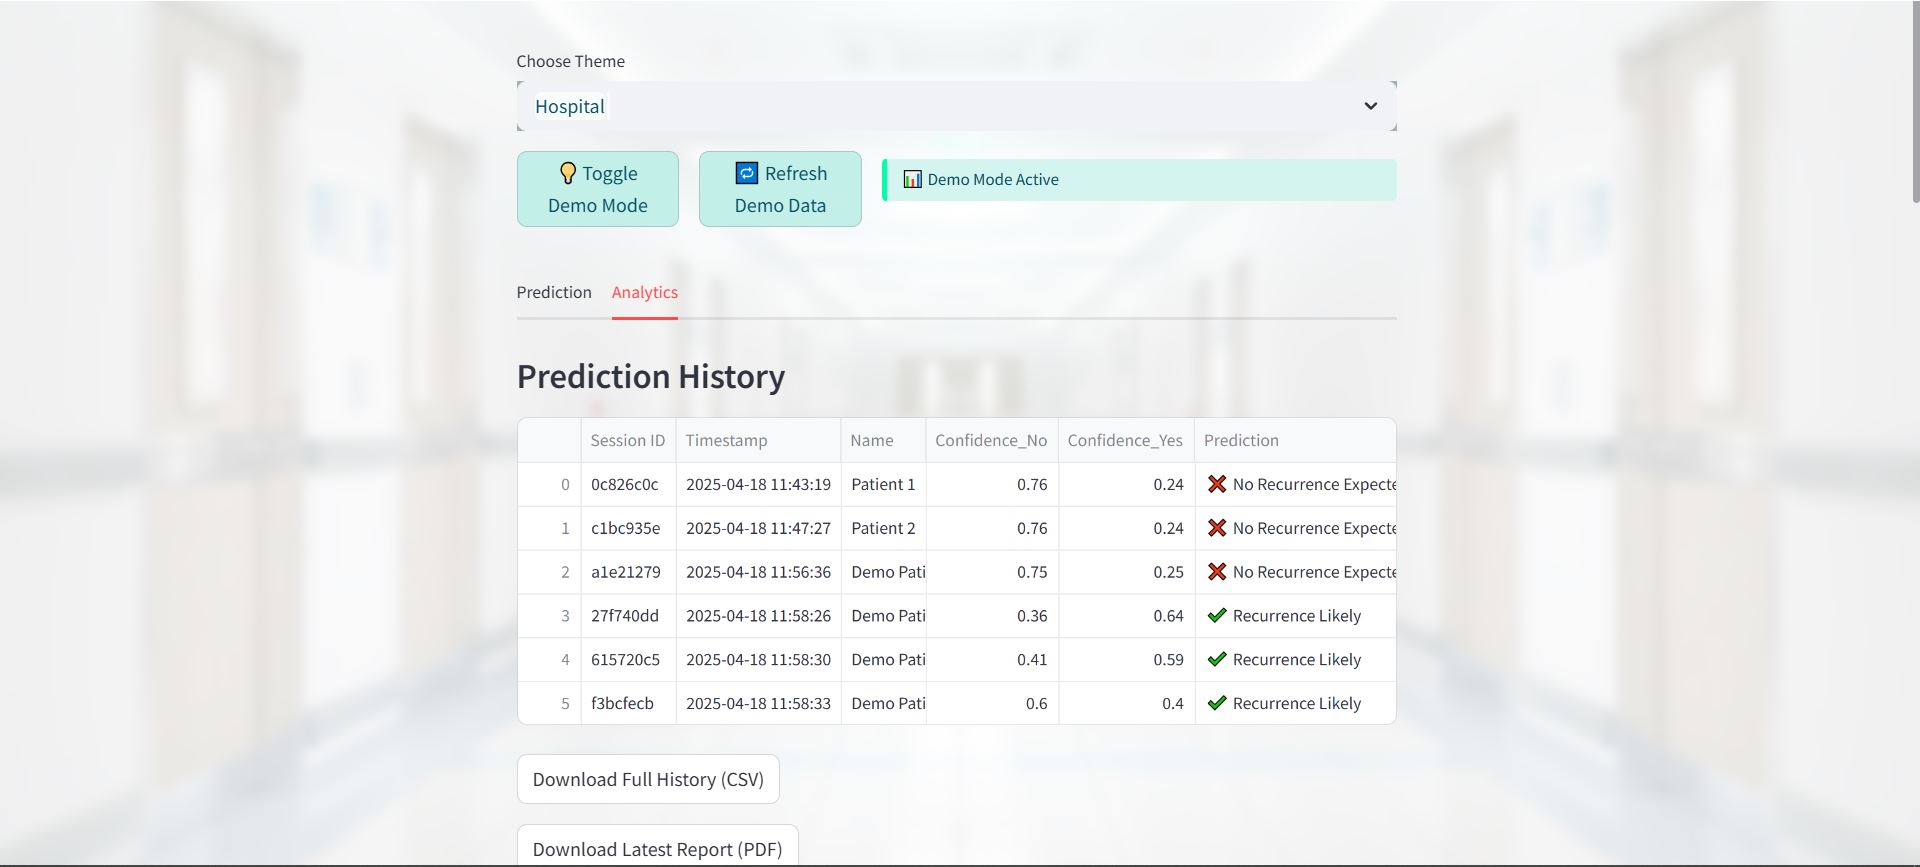 Choose Theme
Hospital
💡 Toggle
Demo Mode
🔁 Refresh
Demo Data
📊 Demo Mode Active
Prediction Analytics
Prediction History
Session ID Timestamp Name Confidence_No Confidence_Yes Prediction
0 0c826c0c 2025-04-18 11:43:19 Patient 1 0.76 0.24 ❌ No Recurrence Expecte
1 c1bc935e 2025-04-18 11:47:27 Patient 2 0.76 0.24 ❌ No Recurrence Expecte
2 a1e21279 2025-04-18 11:56:36 Demo Pati 0.75 0.25 ❌ No Recurrence Expecte
3 27f740dd 2025-04-18 11:58:26 Demo Pati 0.36 0.64 ✔ Recurrence Likely
4 615720c5 2025-04-18 11:58:30 Demo Pati 0.41 0.59 ✔ Recurrence Likely
5 f3bcfecb 2025-04-18 11:58:33 Demo Pati 0.6 0.4 ✔ Recurrence Likely
Download Full History (CSV)
Download Latest Report (PDF)